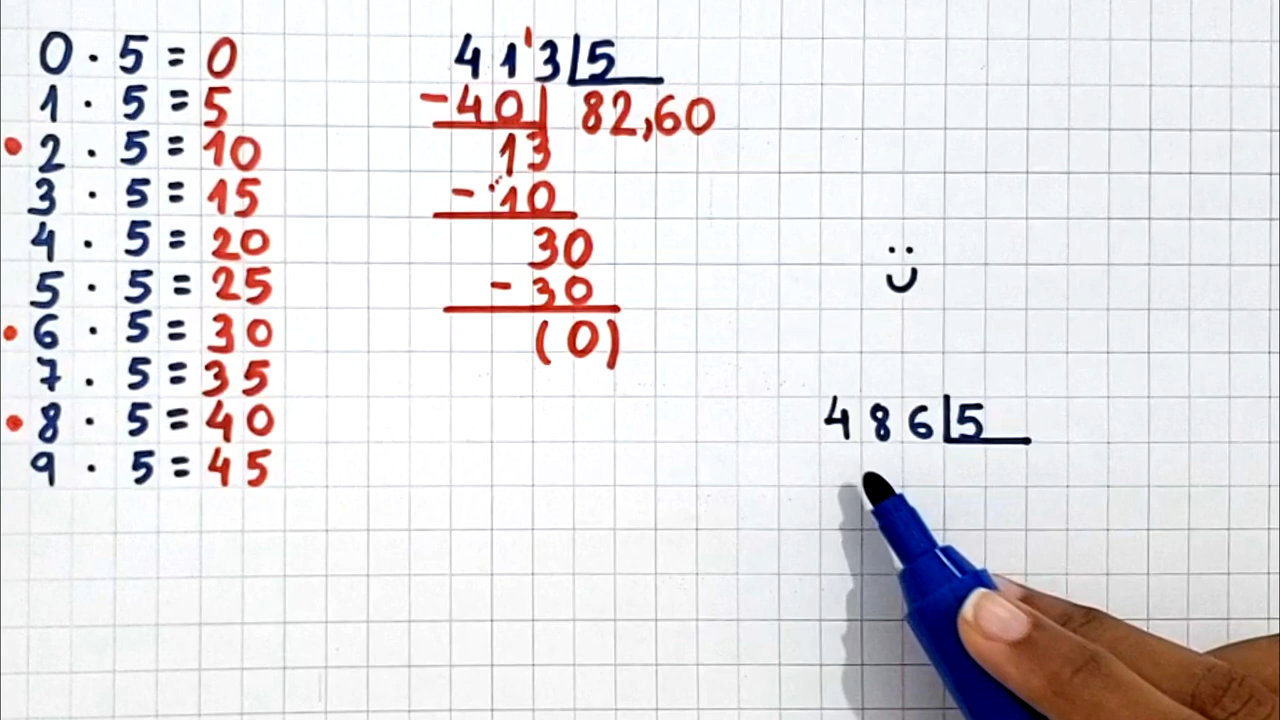 0 · 5 = 0
1 · 5 = 5
2 · 5 = 10
3 · 5 = 15
4 · 5 = 20
5 · 5 = 25
6 · 5 = 30
7 · 5 = 35
8 · 5 = 40
9 · 5 = 45
41'3 5
- 40 82,60
13
- 10
30
- 30
(0)
486 5